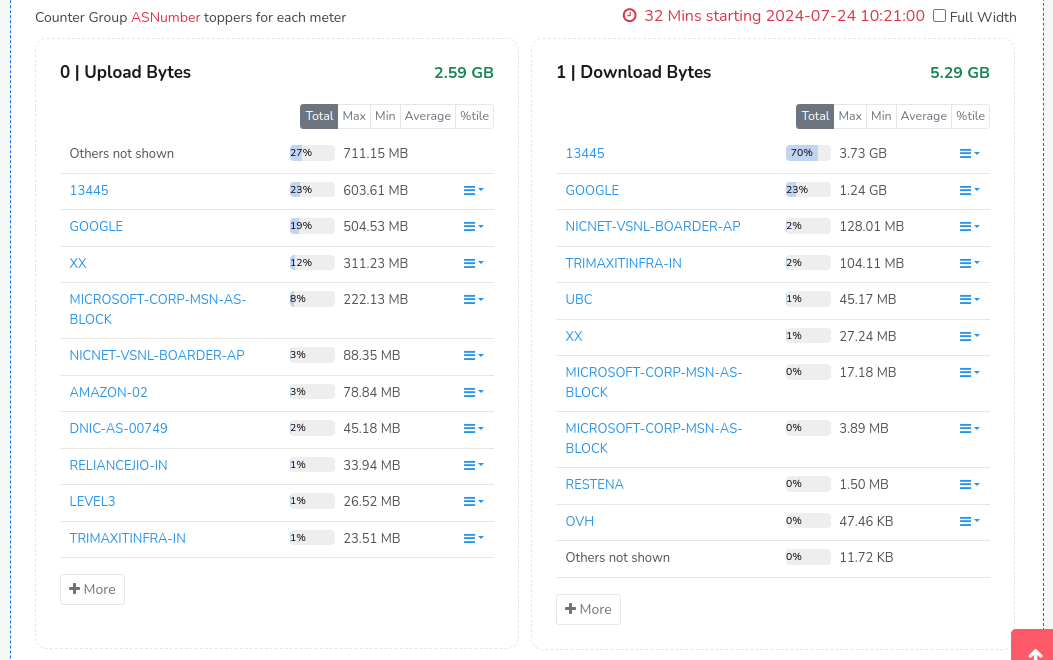 Counter Group ASNumber toppers for each meter
32 Mins starting 2024-07-24 10:21:00 Full Width
0 | Upload Bytes 2.59 GB
Total Max Min Average %tile
Others not shown 27% 711.15 MB
13445 23% 603.61 MB
GOOGLE 19% 504.53 MB
XX 12% 311.23 MB
MICROSOFT-CORP-MSN-AS- 8% 222.13 MB
BLOCK
NICNET-VSNL-BOARDER-AP 3% 88.35 MB
AMAZON-02 3% 78.84 MB
DNIC-AS-00749 2% 45.18 MB
RELIANCEJIO-IN 1% 33.94 MB
LEVEL3 1% 26.52 MB
TRIMAXITINFRA-IN 1% 23.51 MB
More
1 | Download Bytes 5.29 GB
Total Max Min Average %tile
13445 70% 3.73 GB
GOOGLE 23% 1.24 GB
NICNET-VSNL-BOARDER-AP 2% 128.01 MB
TRIMAXITINFRA-IN 2% 104.11 MB
UBC 1% 45.17 MB
XX 1% 27.24 MB
MICROSOFT-CORP-MSN-AS- 0% 17.18 MB
BLOCK
MICROSOFT-CORP-MSN-AS- 0% 3.89 MB
BLOCK
RESTENA 0% 1.50 MB
OVH 0% 47.46 KB
Others not shown 0% 11.72 KB
More